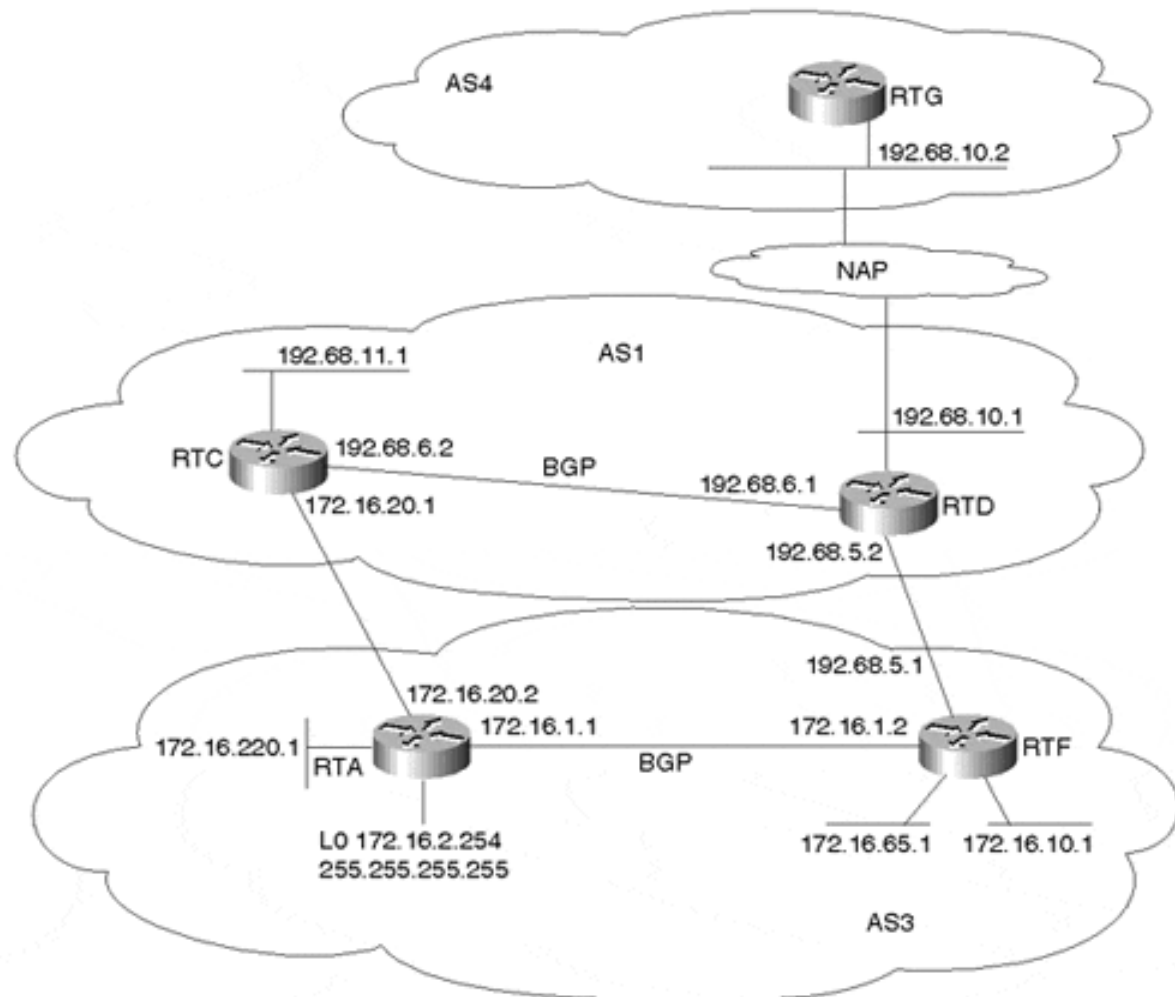 AS4
RTG
192.68.10.2
NAP
192.68.11.1
AS1
192.68.10.1
RTC
192.68.6.2
BGP
192.68.6.1
RTD
172.16.20.1
192.68.5.2
192.68.5.1
172.16.20.2
172.16.1.1
172.16.1.2
172.16.220.1
RTA
BGP
RTF
L0 172.16.2.254
255.255.255.255
172.16.65.1
172.16.10.1
AS3